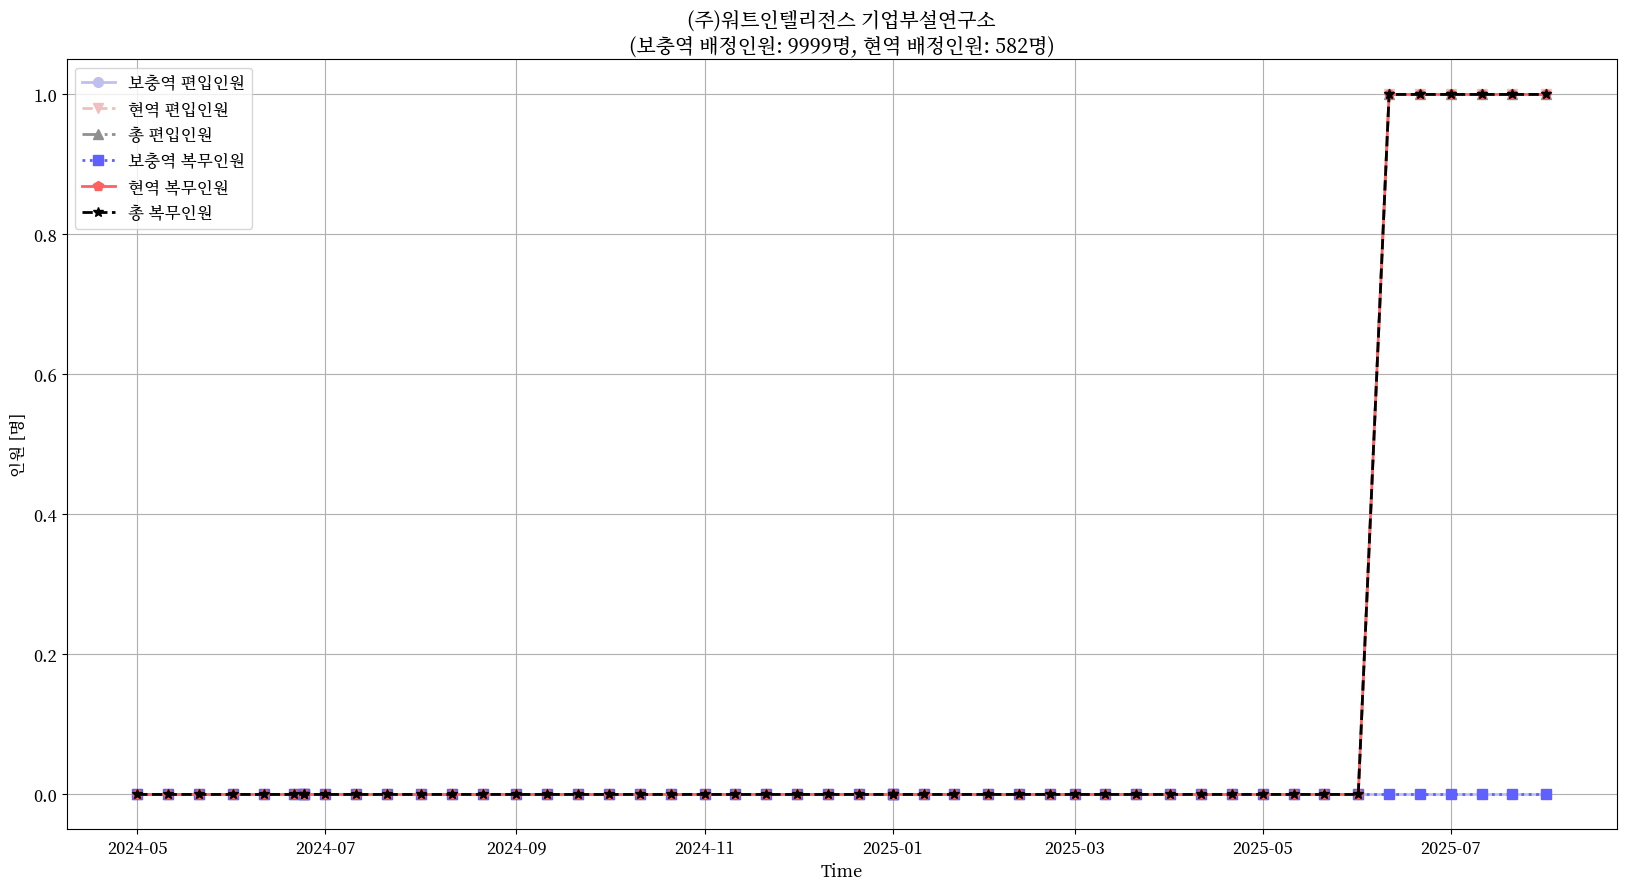 (주)워트인텔리전스 기업부설연구소
(보충역 배정인원: 9999명, 현역 배정인원: 582명)
보충역 편입인원
현역 편입인원
총 편입인원
보충역 복무인원
현역 복무인원
총 복무인원
1.0
0.8
0.6
0.4
0.2
0.0
인원 [명]
2024-05 2024-07 2024-09 2024-11 2025-01 2025-03 2025-05 2025-07
Time